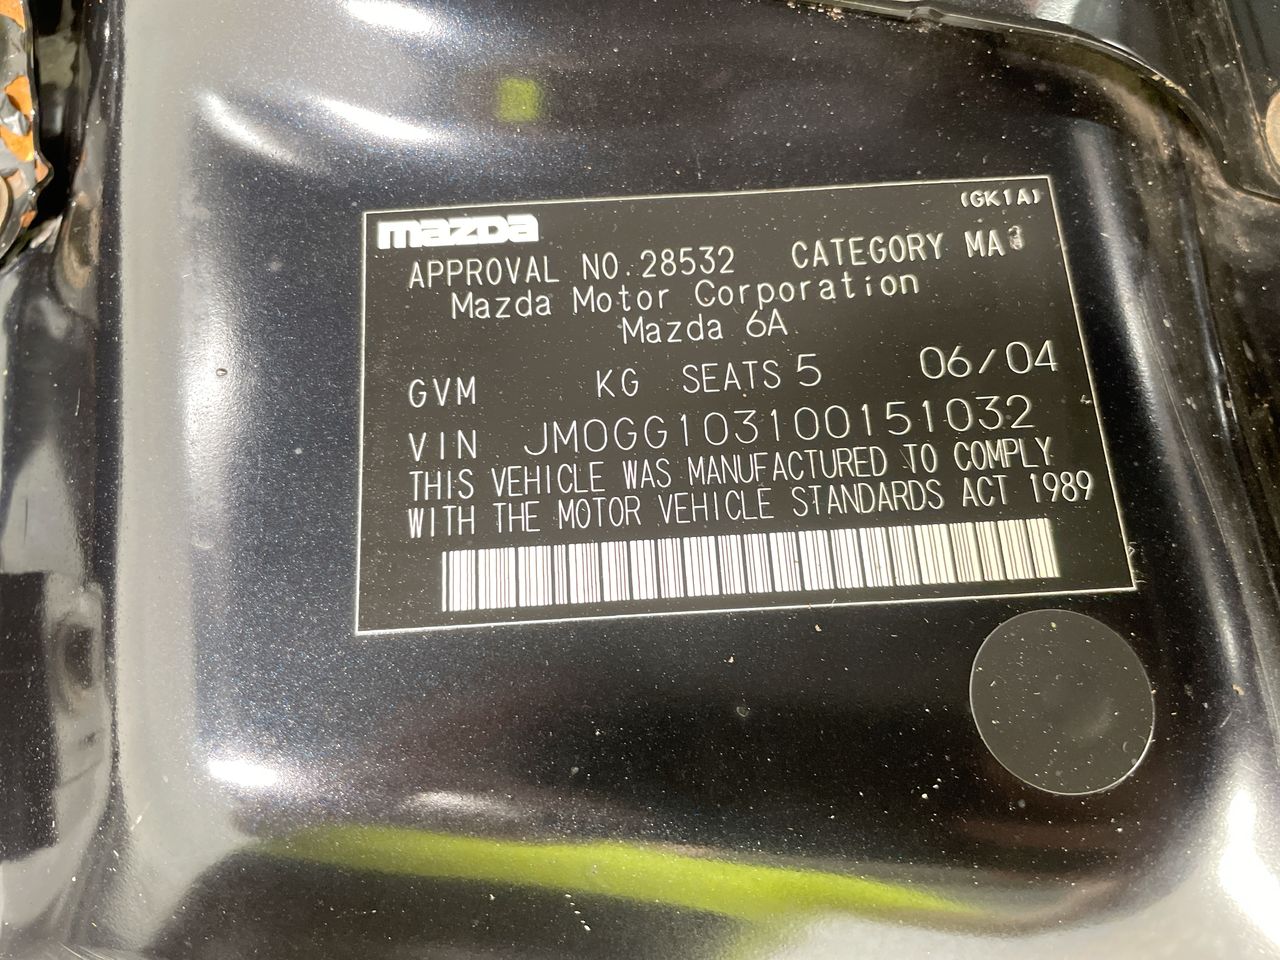 (GK1A)
mazda
APPROVAL NO.28532 CATEGORY MA
Mazda Motor Corporation
Mazda 6A
GVM KG SEATS 5 06/04
VIN JM0GG103100151032
THIS VEHICLE WAS MANUFACTURED TO COMPLY
WITH THE MOTOR VEHICLE STANDARDS ACT 1989